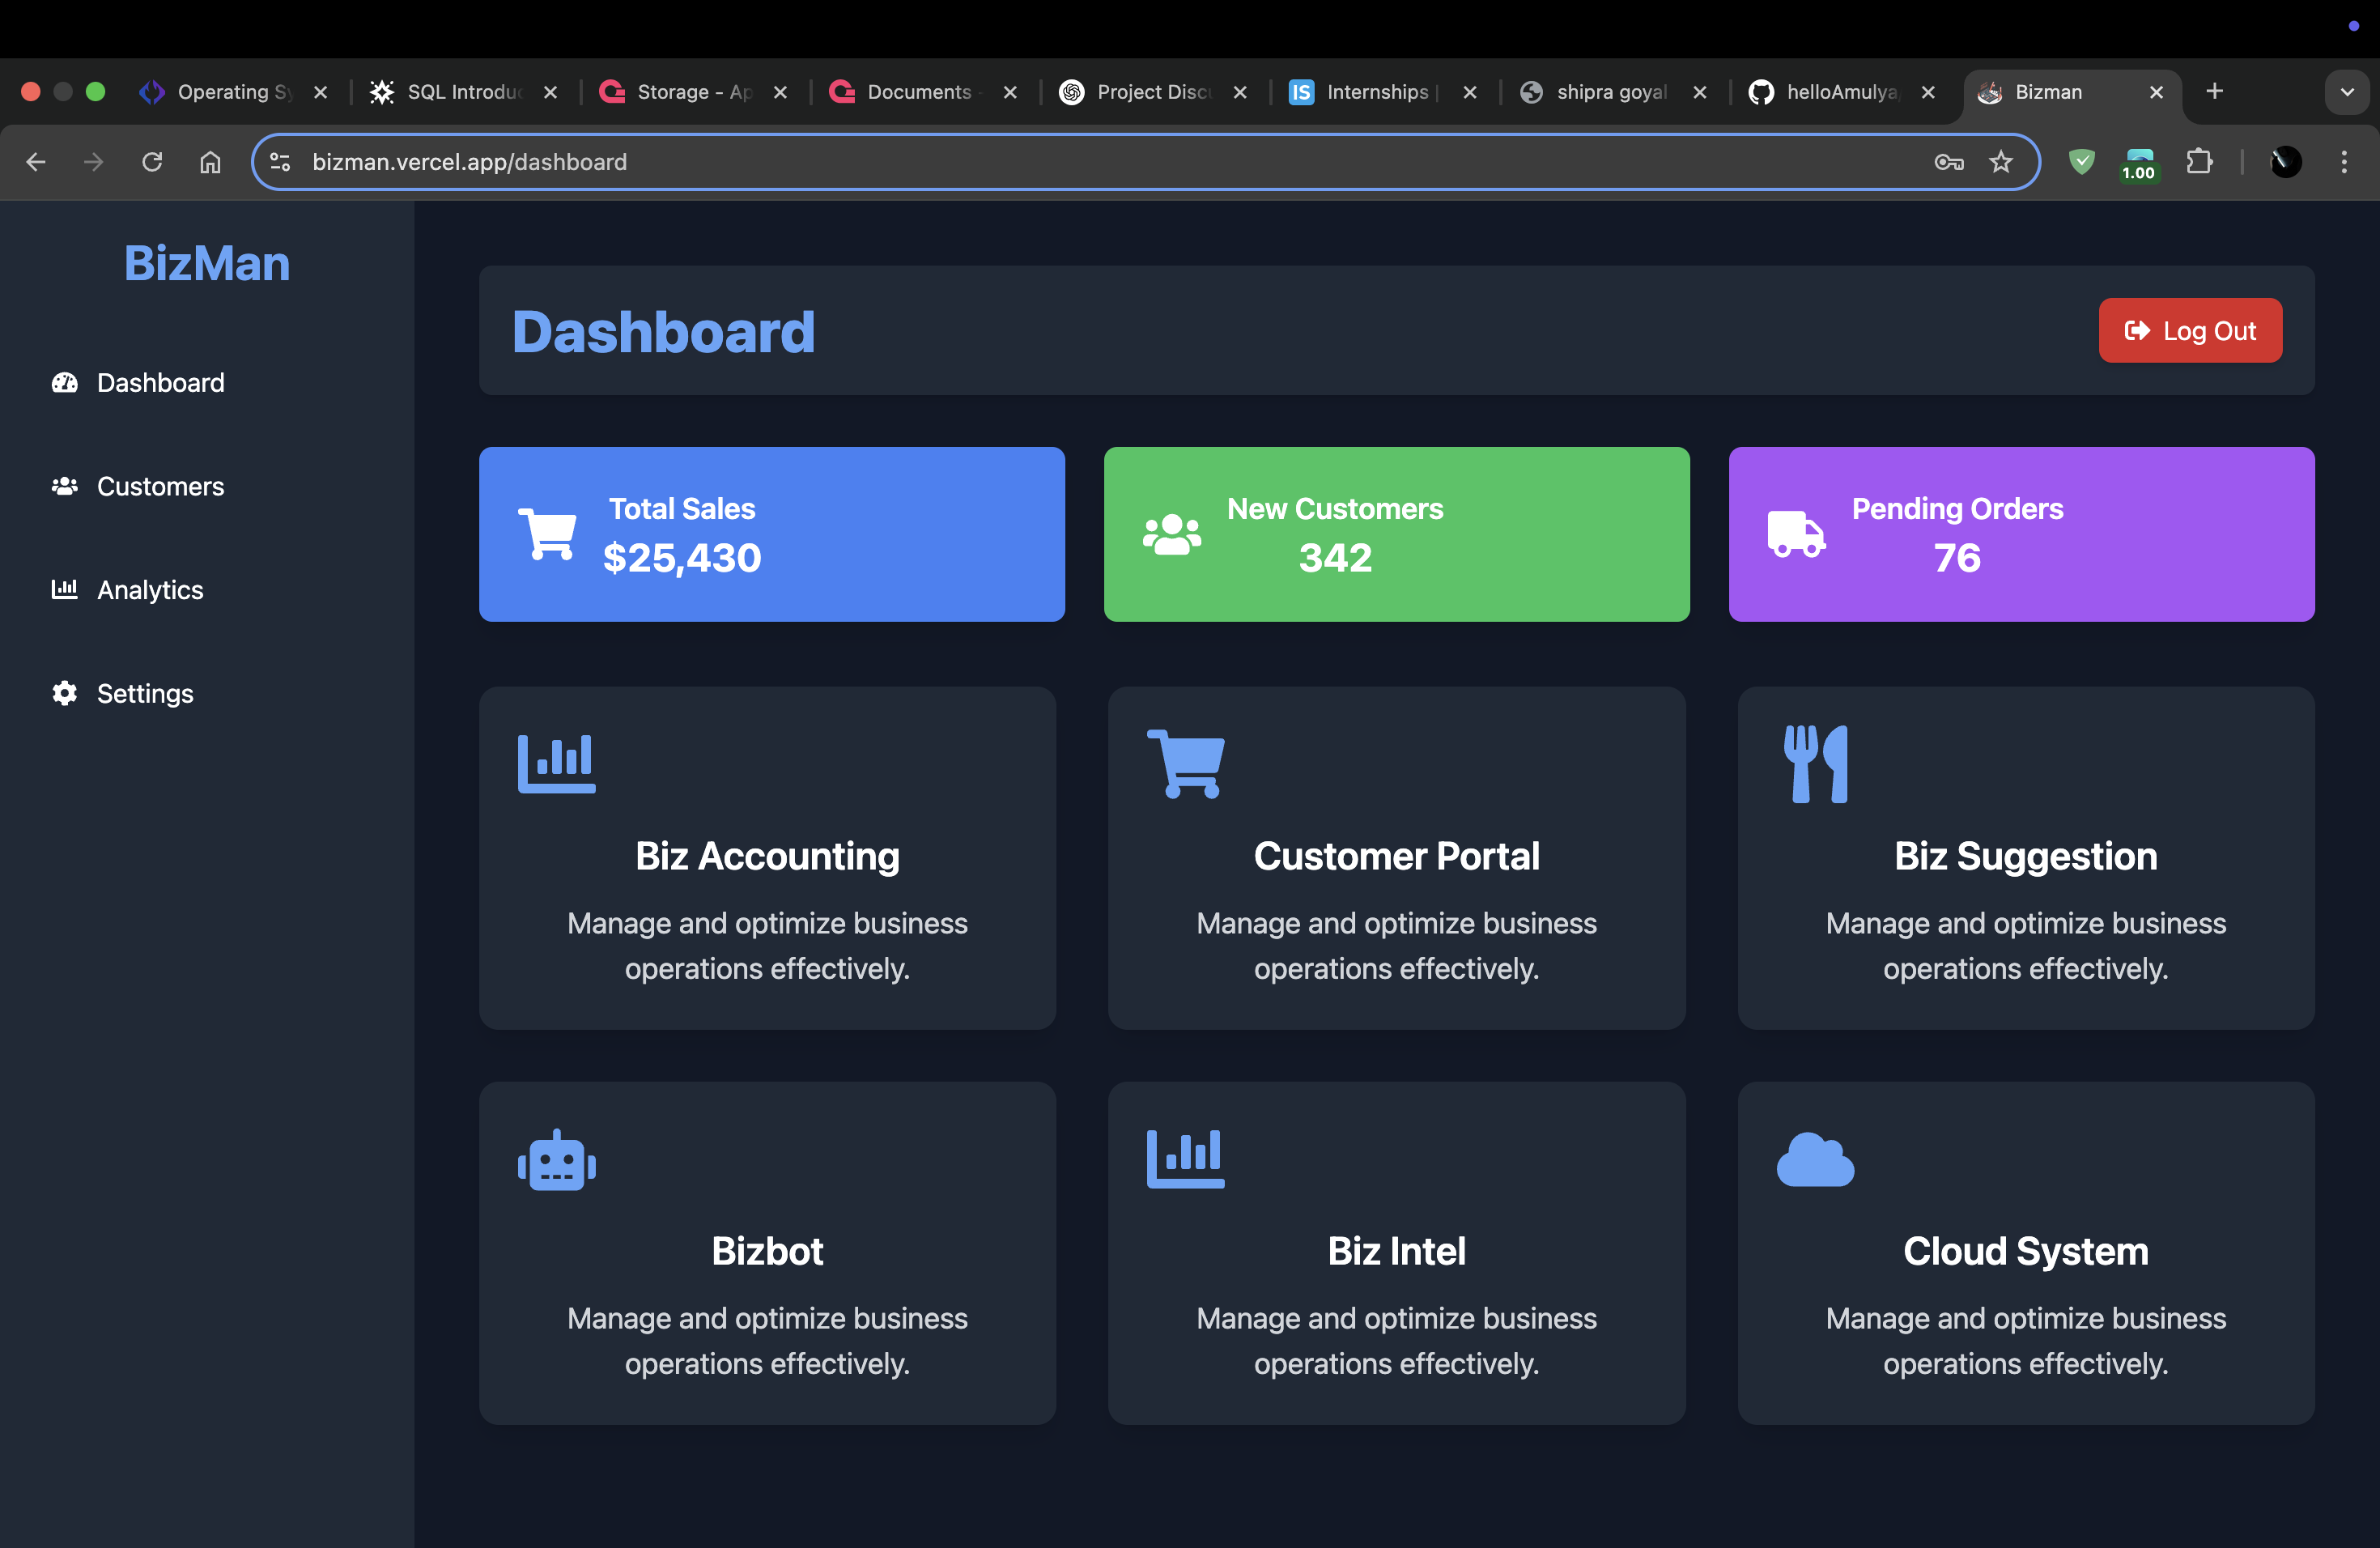 Operating Sy
SQL Introduc
Storage - Ap
Documents -
Project Discu
Internships |
shipra goyal
helloAmulya/
Bizman
bizman.vercel.app/dashboard
1.00
BizMan
Dashboard
Customers
Analytics
Settings
Dashboard
Log Out
Total Sales
$25,430
New Customers
342
Pending Orders
76
Biz Accounting
Manage and optimize business
operations effectively.
Customer Portal
Manage and optimize business
operations effectively.
Biz Suggestion
Manage and optimize business
operations effectively.
Bizbot
Manage and optimize business
operations effectively.
Biz Intel
Manage and optimize business
operations effectively.
Cloud System
Manage and optimize business
operations effectively.